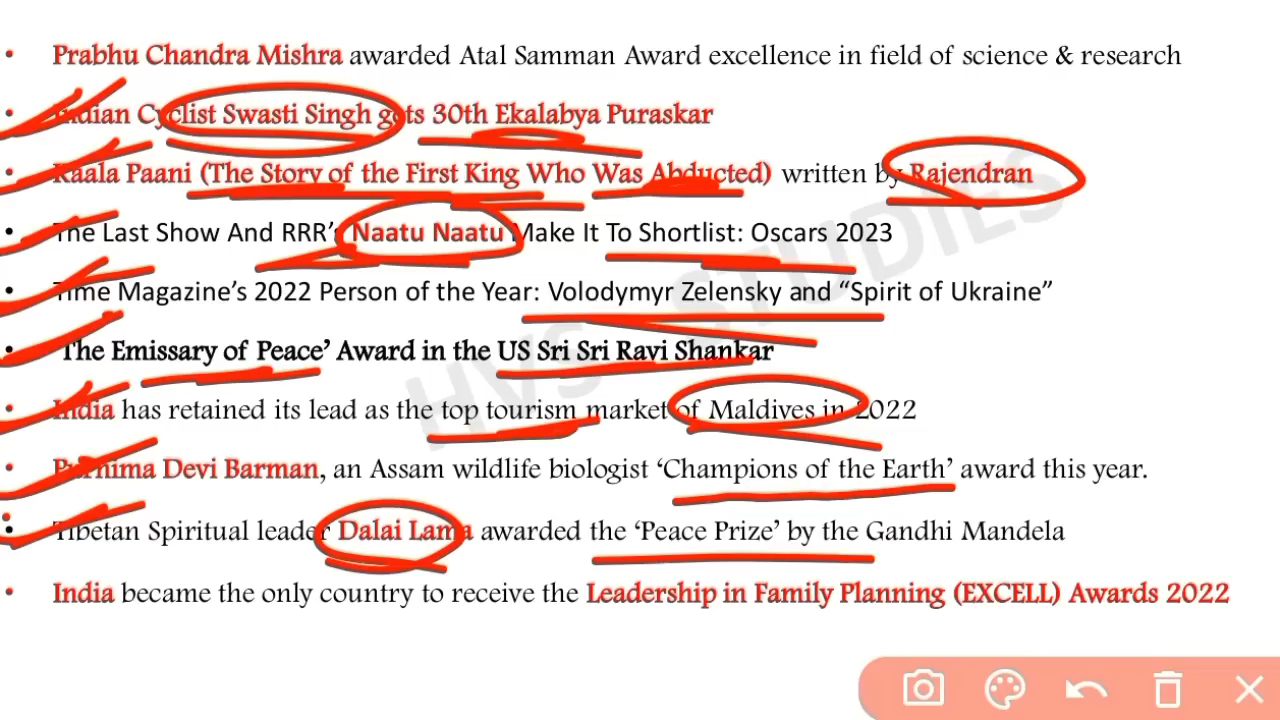 • Prabhu Chandra Mishra awarded Atal Samman Award excellence in field of science & research
• Indian Cyclist Swasti Singh gets 30th Ekalabya Puraskar
• Kaala Paani (The Story of the First King Who Was Abducted) written by Rajendran
• The Last Show And RRR's Naatu Naatu Make It To Shortlist: Oscars 2023
• Time Magazine's 2022 Person of the Year: Volodymyr Zelensky and “Spirit of Ukraine”
• 'The Emissary of Peace’ Award in the US Sri Sri Ravi Shankar
• India has retained its lead as the top tourism market of Maldives in 2022
• Purnima Devi Barman, an Assam wildlife biologist ‘Champions of the Earth’ award this year.
• Tibetan Spiritual leader Dalai Lama awarded the ‘Peace Prize’ by the Gandhi Mandela
• India became the only country to receive the Leadership in Family Planning (EXCELL) Awards 2022
HVS STUDIES